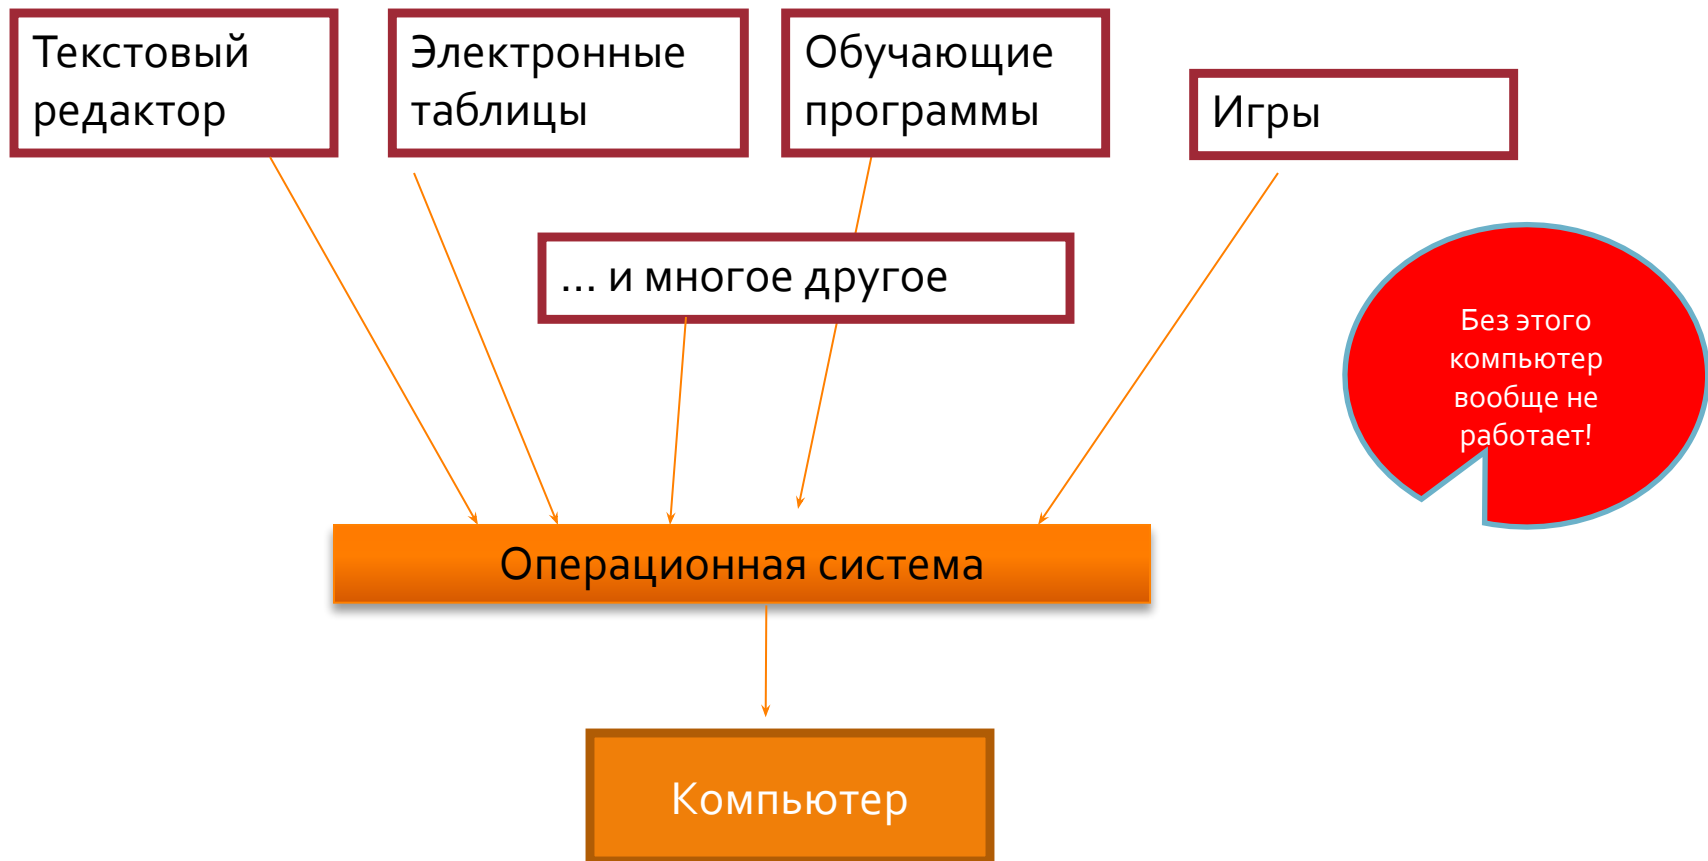 Текстовый
редактор
Электронные
таблицы
Обучающие
программы
Игры
... и многое другое
Без этого
компьютер
вообще не
работает!
Операционная система
Компьютер